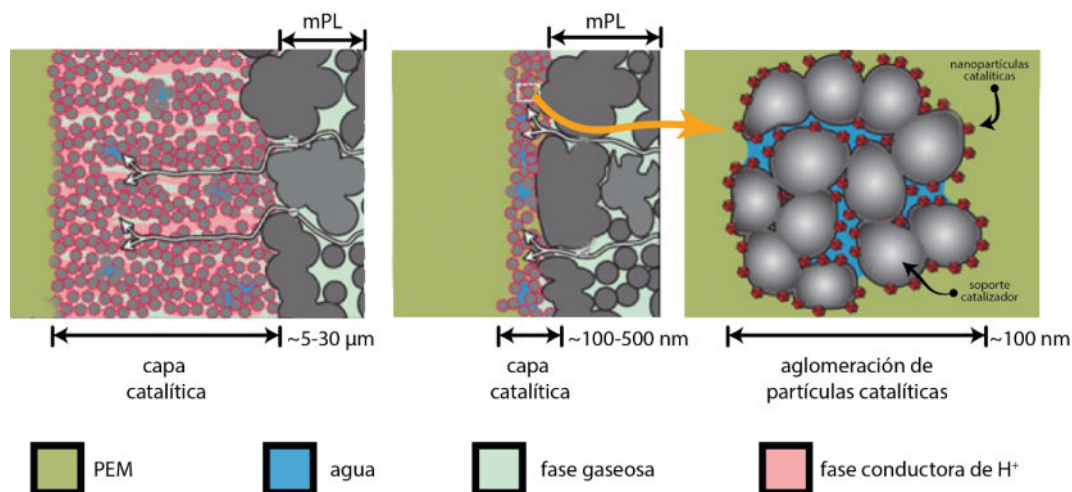 mPL
mPL
nanopartículas
catalíticas
soporte
catalizador
~5-30 µm
~100-500 nm
~100 nm
capa
catalítica
capa
catalítica
aglomeración de
partículas catalíticas
PEM
agua
fase gaseosa
fase conductora de H⁺